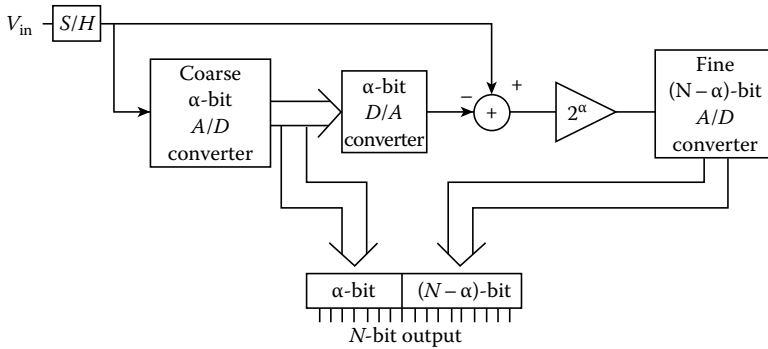 V_in
S/H
Coarse
α-bit
A/D
converter
α-bit
D/A
converter
−
+
+
2^α
Fine
(N – α)-bit
A/D
converter
α-bit
(N – α)-bit
N-bit output